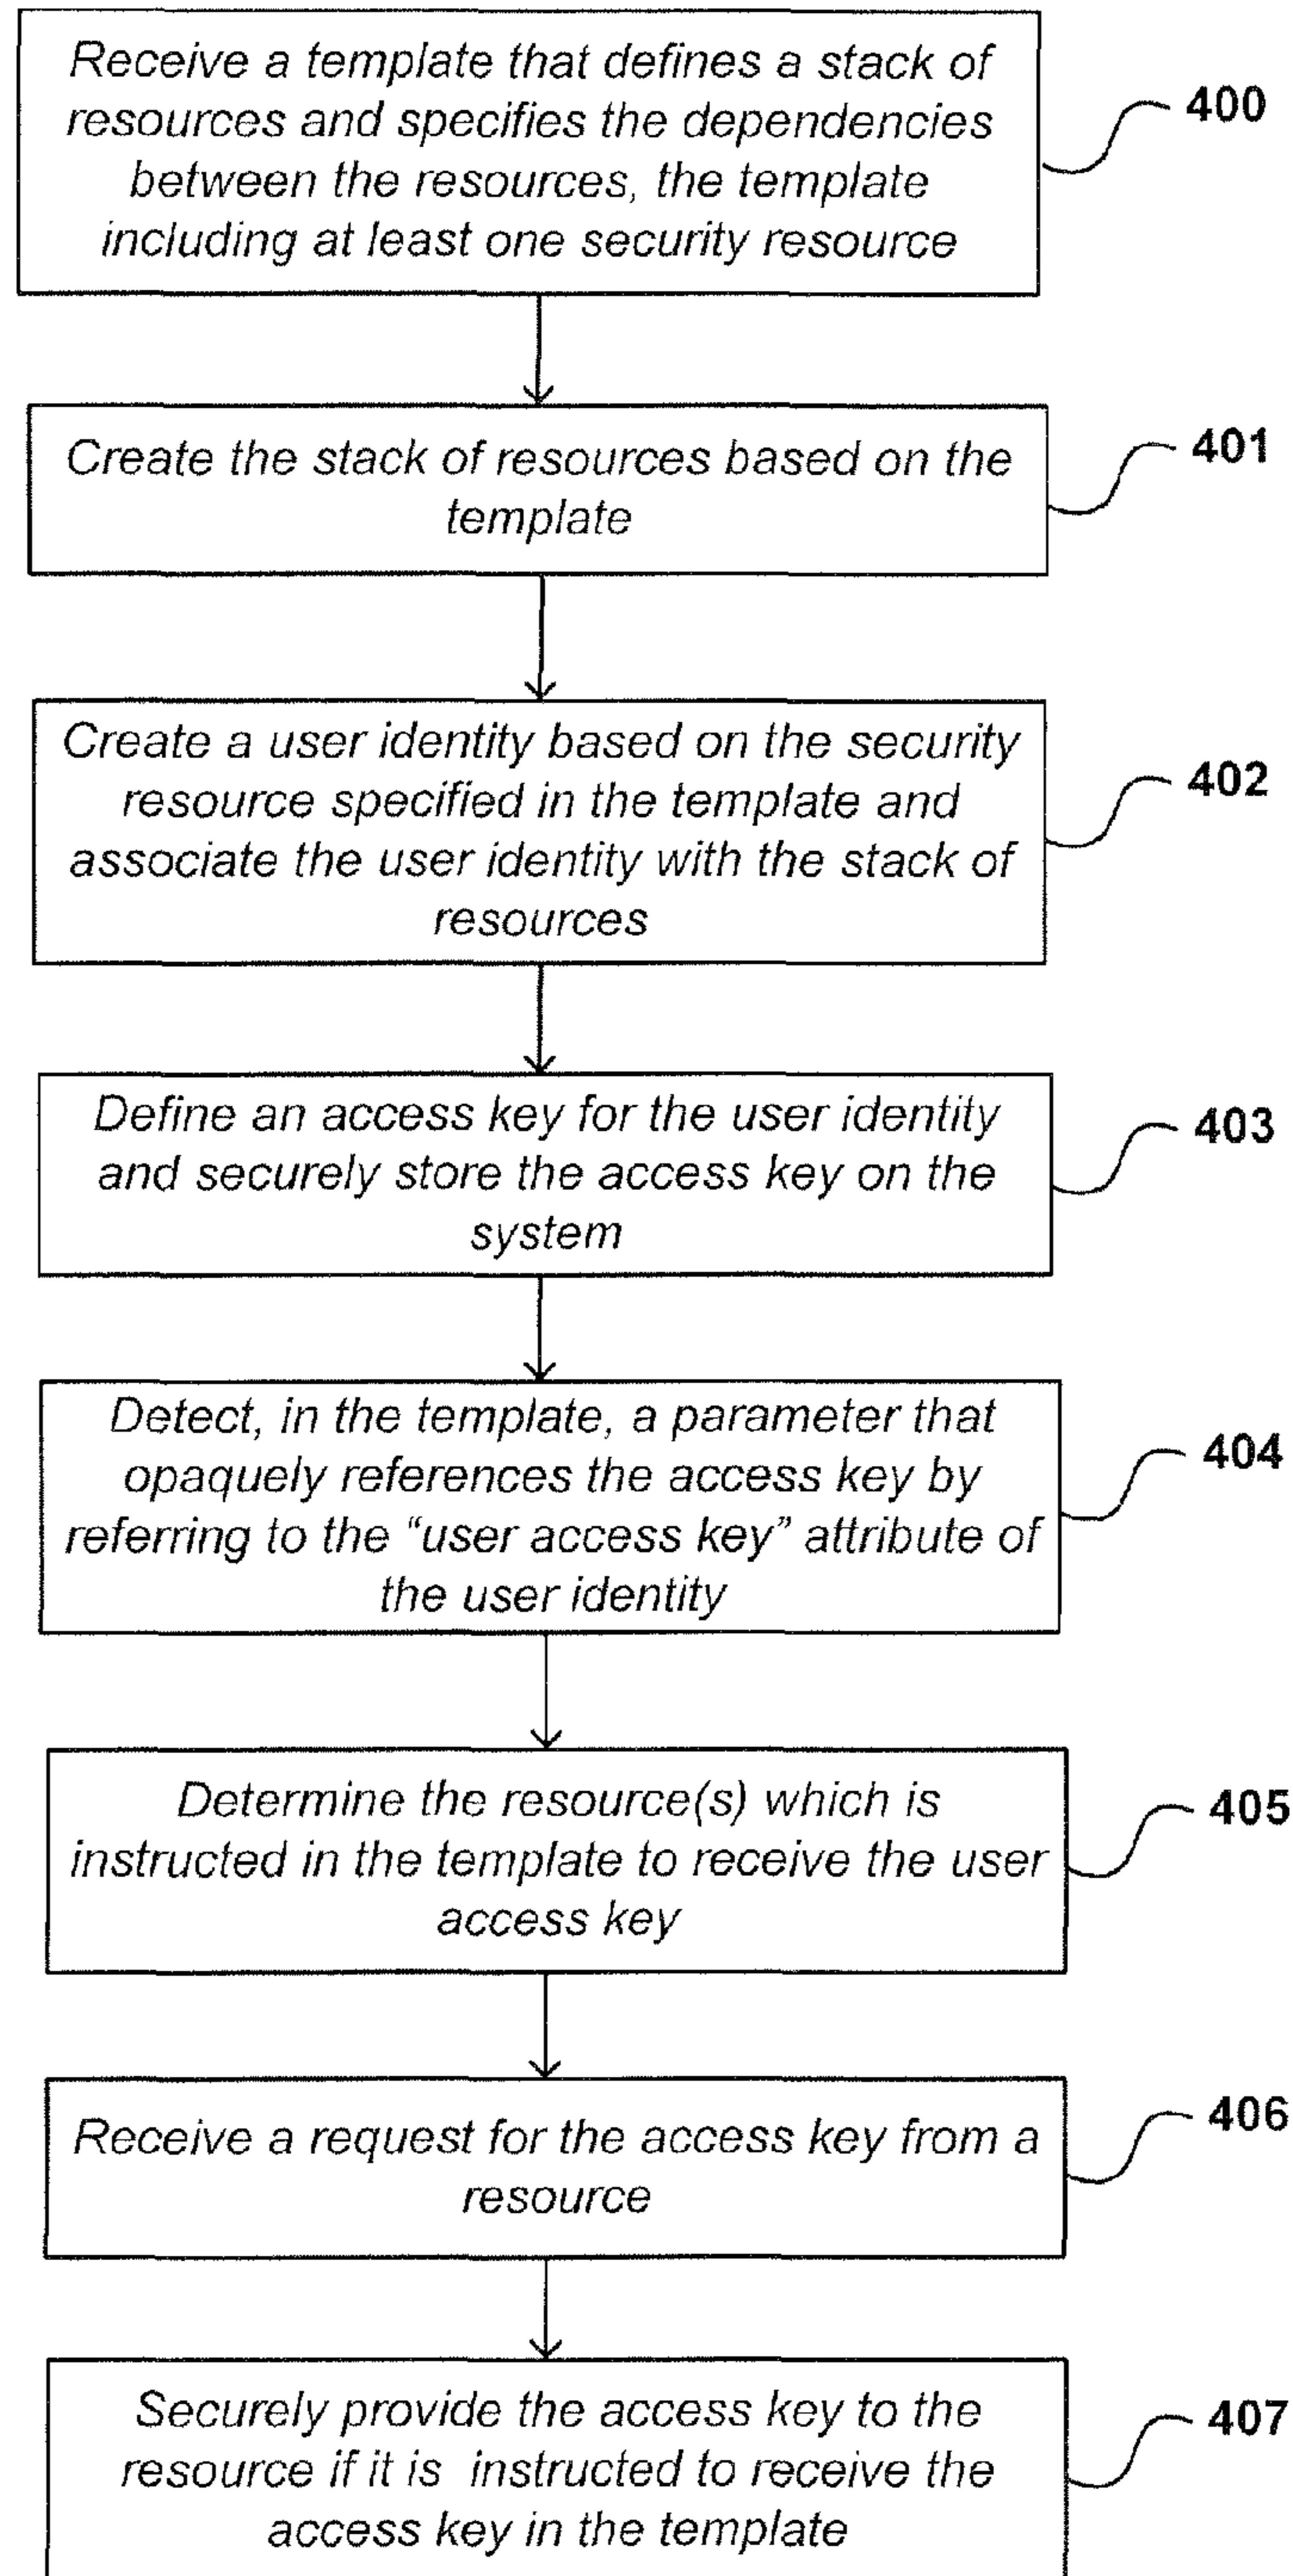 Receive a template that defines a stack of
resources and specifies the dependencies
between the resources, the template
including at least one security resource
400
Create the stack of resources based on the
template
401
Create a user identity based on the security
resource specified in the template and
associate the user identity with the stack of
resources
402
Define an access key for the user identity
and securely store the access key on the
system
403
Detect, in the template, a parameter that
opaquely references the access key by
referring to the “user access key” attribute of
the user identity
404
Determine the resource(s) which is
instructed in the template to receive the user
access key
405
Receive a request for the access key from a
resource
406
Securely provide the access key to the
resource if it is instructed to receive the
access key in the template
407